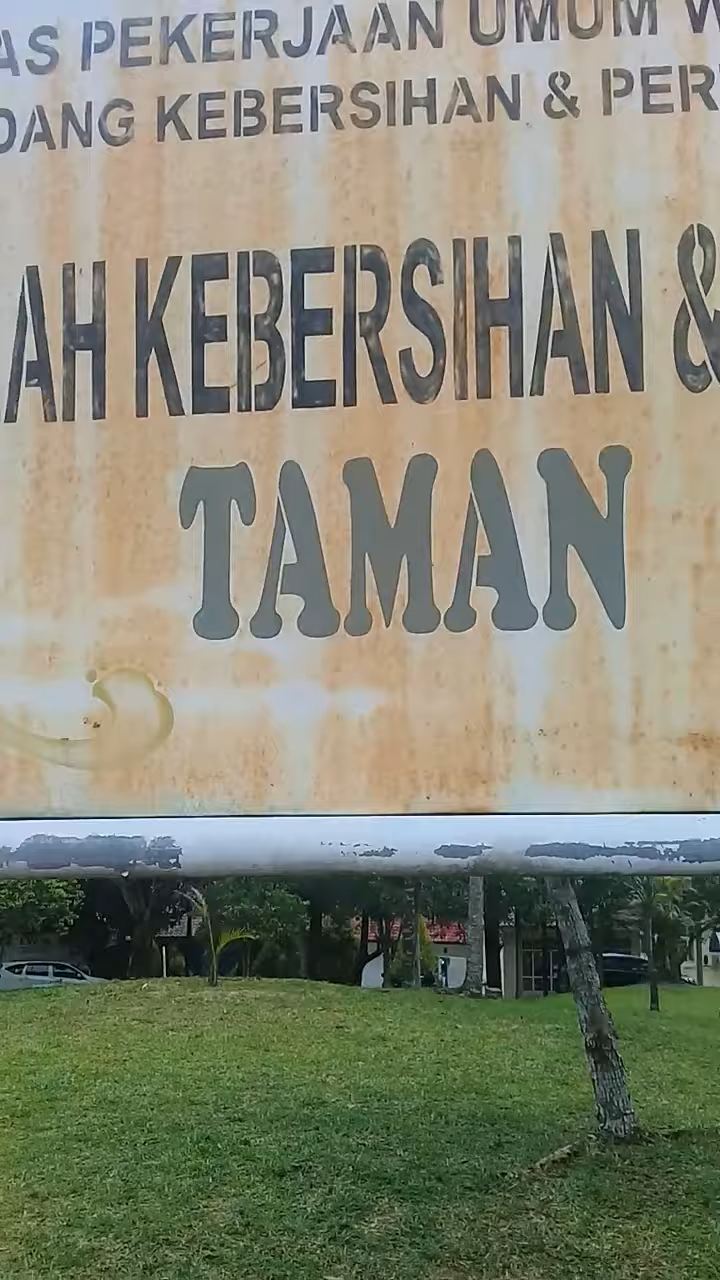 AS PEKERJAAN UMUM W
DANG KEBERSIHAN & PER
AH KEBERSIHAN &
TAMAN